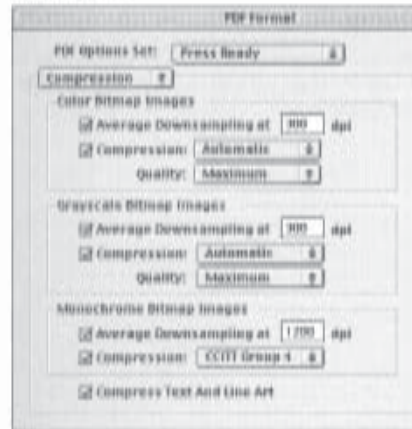 PDF Format
PDF Options Set: Press Ready
Compression
Color Bitmap Images
Average Downsampling at 300 dpi
Compression: Automatic
Quality: Maximum
Grayscale Bitmap Images
Average Downsampling at 300 dpi
Compression: Automatic
Quality: Maximum
Monochrome Bitmap Images
Average Downsampling at 1200 dpi
Compression: CCITT Group 4
Compress Text And Line Art